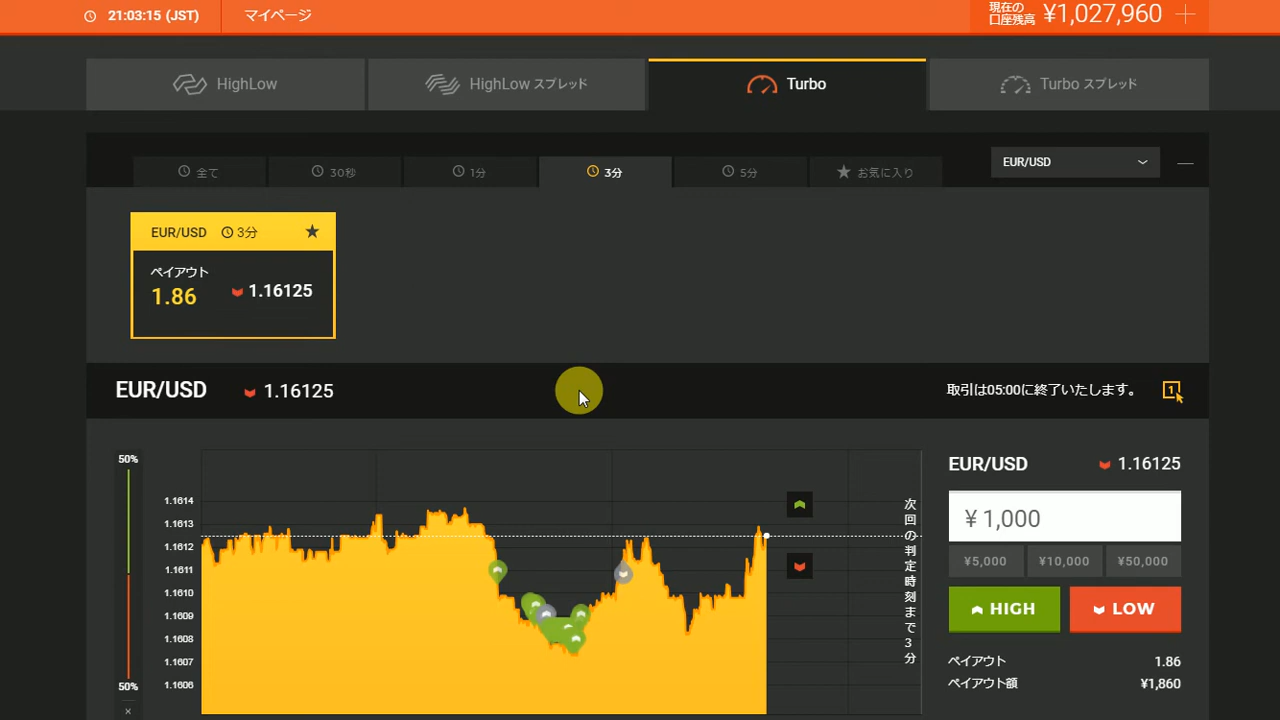 21:03:15 (JST)
マイページ
現在の
口座残高
¥1,027,960
HighLow
HighLow スプレッド
Turbo
Turbo スプレッド
全て
30秒
1分
3分
5分
お気に入り
EUR/USD
EUR/USD 3分
ペイアウト
1.86
1.16125
EUR/USD 1.16125
取引は05:00に終了いたします。
1
50%
1.1614
1.1613
1.1612
1.1611
1.1610
1.1609
1.1608
1.1607
1.1606
50%
×
次回の判定時刻まで3分
EUR/USD 1.16125
¥ 1,000
¥5,000
¥10,000
¥50,000
HIGH
LOW
ペイアウト 1.86
ペイアウト額 ¥1,860